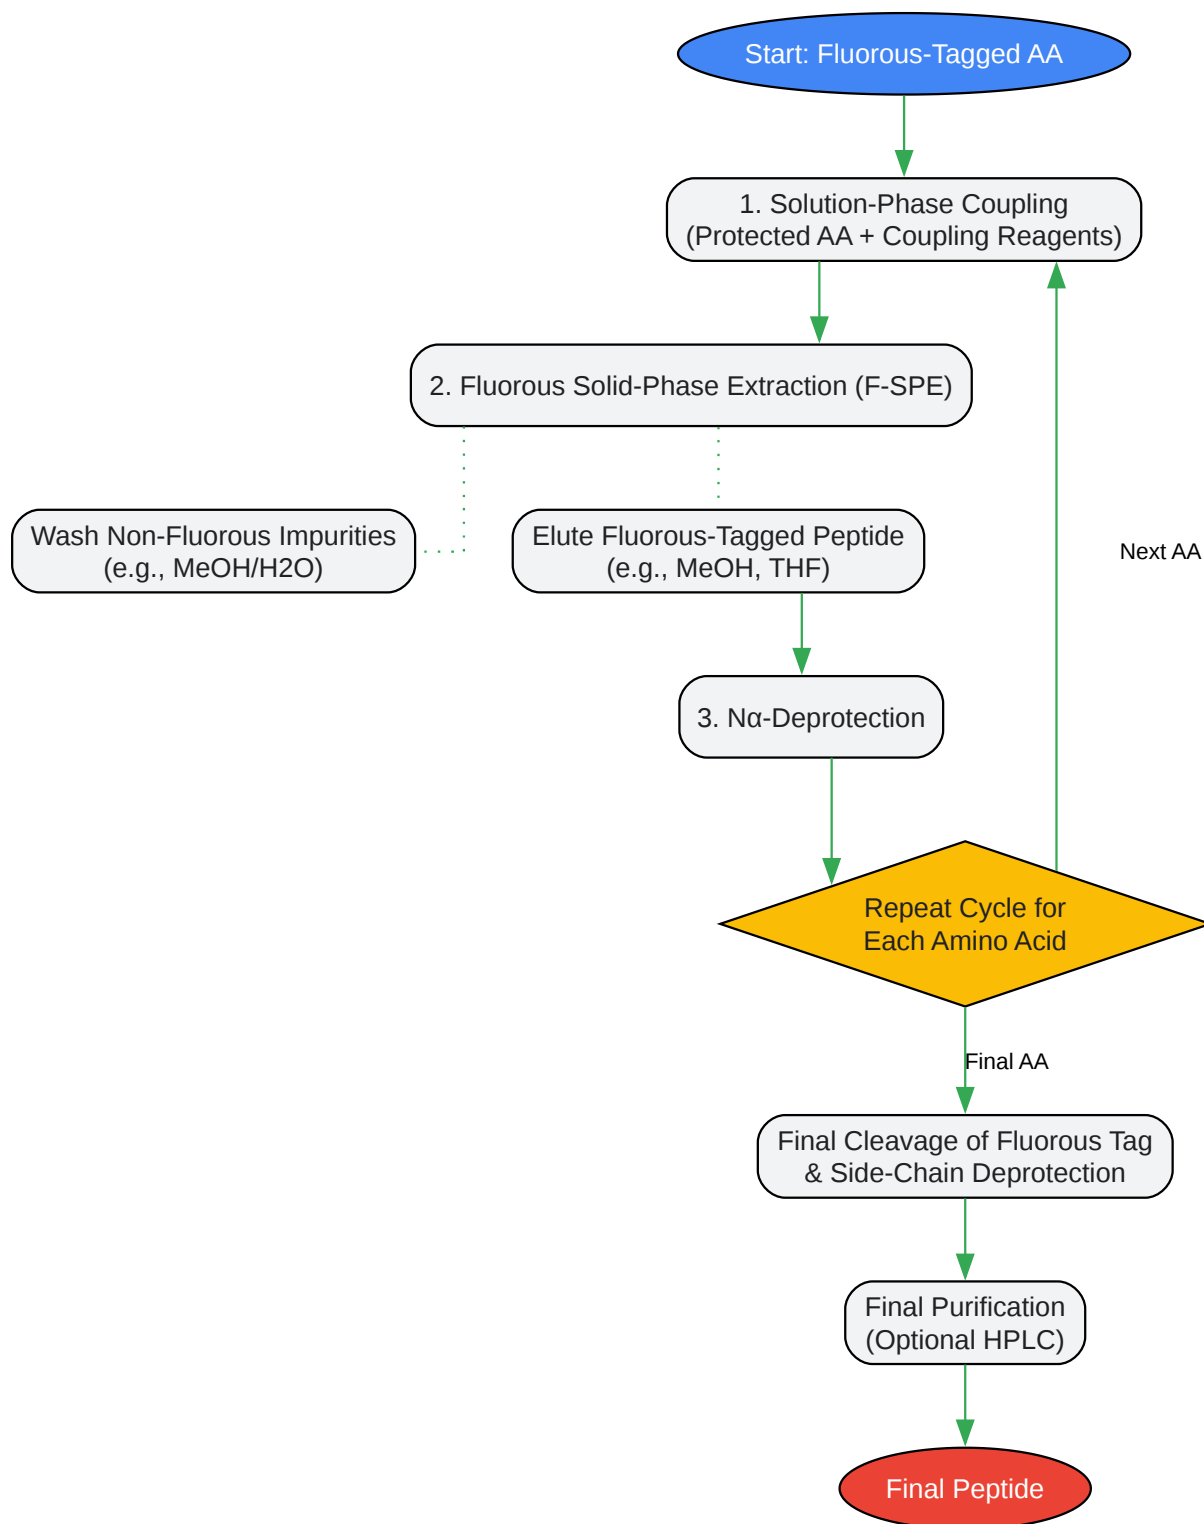 Start: Fluorous-Tagged AA
1. Solution-Phase Coupling
(Protected AA + Coupling Reagents)
2. Fluorous Solid-Phase Extraction (F-SPE)
Wash Non-Fluorous Impurities
(e.g., MeOH/H2O)
Elute Fluorous-Tagged Peptide
(e.g., MeOH, THF)
Next AA
3. Nα-Deprotection
Repeat Cycle for
Each Amino Acid
Final AA
Final Cleavage of Fluorous Tag
& Side-Chain Deprotection
Final Purification
(Optional HPLC)
Final Peptide